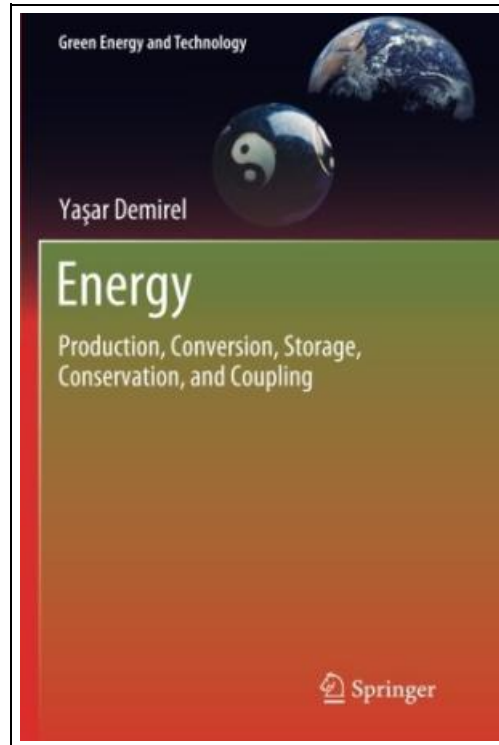 Green Energy and Technology
Yaşar Demirel
Energy
Production, Conversion, Storage,
Conservation, and Coupling
Springer